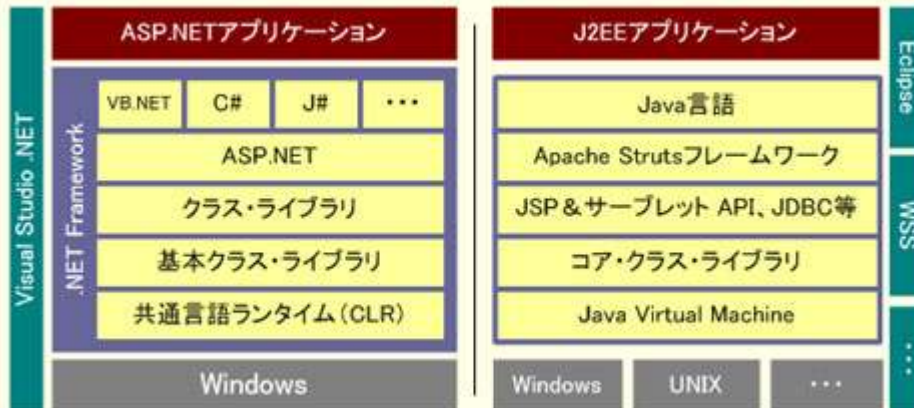 Visual Studio .NET
ASP.NETアプリケーション
.NET Framework
VB.NET
C#
J#
・・・
ASP.NET
クラス・ライブラリ
基本クラス・ライブラリ
共通言語ランタイム(CLR)
Windows
J2EEアプリケーション
Java言語
Apache Strutsフレームワーク
JSP&サーブレット API、JDBC等
コア・クラス・ライブラリ
Java Virtual Machine
Windows
UNIX
・・・
Eclipse
WSS
・・・